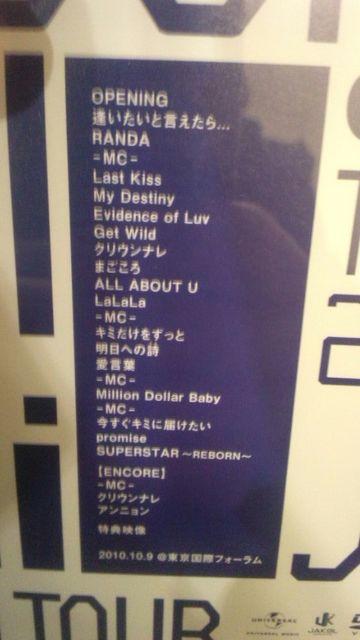 OPENING
逢いたいと言えたら...
RANDA
=MC=
Last Kiss
My Destiny
Evidence of Luv
Get Wild
クリウンナレ
まごころ
ALL ABOUT U
LaLaLa
=MC=
キミだけをずっと
明日への詩
愛言葉
=MC=
Million Dollar Baby
=MC=
今すぐキミに届けたい
promise
SUPERSTAR ～REBORN～
【ENCORE】
=MC=
クリウンナレ
アンニョン
特典映像
2010.10.9 @東京国際フォーラム
TOUR
UNIVERSAL
UNIVERSAL MUSIC